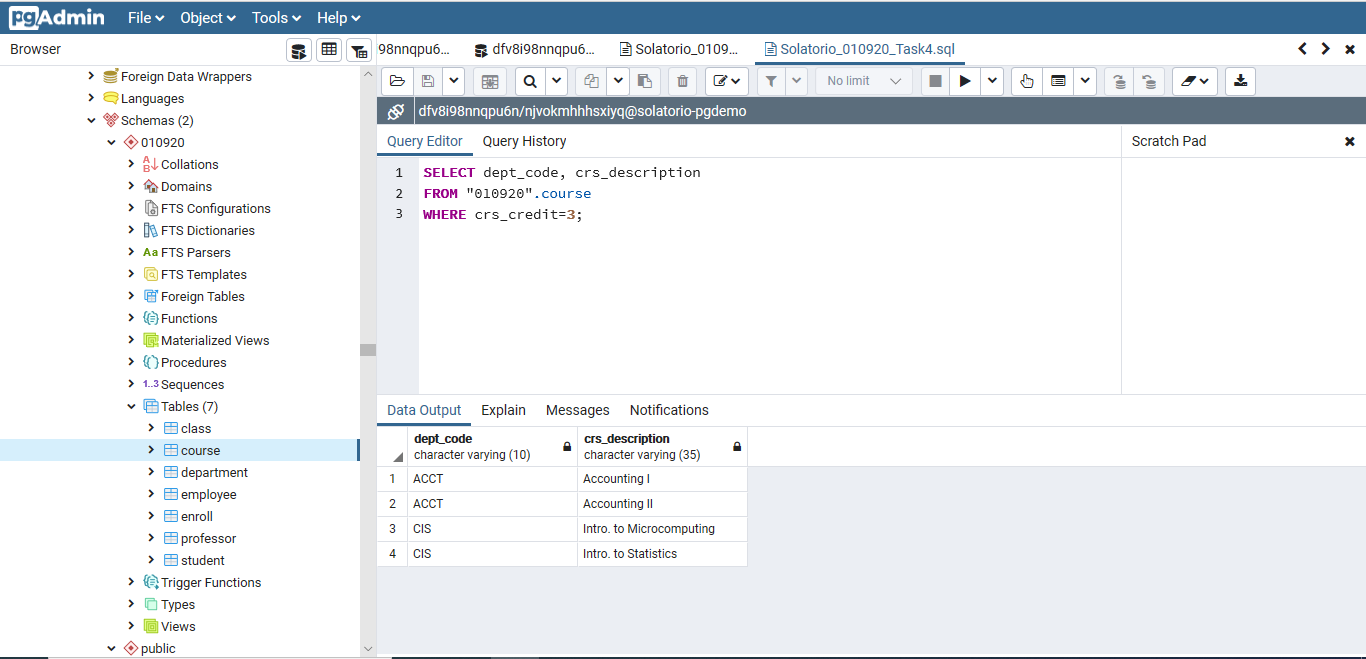 pgAdmin File Object Tools Help
Browser
98nnqpu6... dfv8i98nnqpu6... Solatorio_0109... Solatorio_010920_Task4.sql
No limit
dfv8i98nnqpu6n/njvokmhhhsxiyq@solatorio-pgdemo
Foreign Data Wrappers
Languages
Schemas (2)
010920
Collations
Domains
FTS Configurations
FTS Dictionaries
Aa FTS Parsers
FTS Templates
Foreign Tables
Functions
Materialized Views
Procedures
1..3 Sequences
Tables (7)
class
course
department
employee
enroll
professor
student
Trigger Functions
Types
Views
public
Query Editor Query History
Scratch Pad
1 SELECT dept_code, crs_description
2 FROM "010920".course
3 WHERE crs_credit=3;
Data Output Explain Messages Notifications
dept_code crs_description
character varying (10) character varying (35)
1 ACCT Accounting I
2 ACCT Accounting II
3 CIS Intro. to Microcomputing
4 CIS Intro. to Statistics